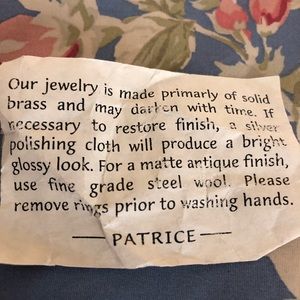 Our jewelry is made primarly of solid
brass and may darken with time. If
necessary to restore finish, a silver
polishing cloth will produce a bright
glossy look. For a matte antique finish,
use fine grade steel wool. Please
remove rings prior to washing hands.
PATRICE